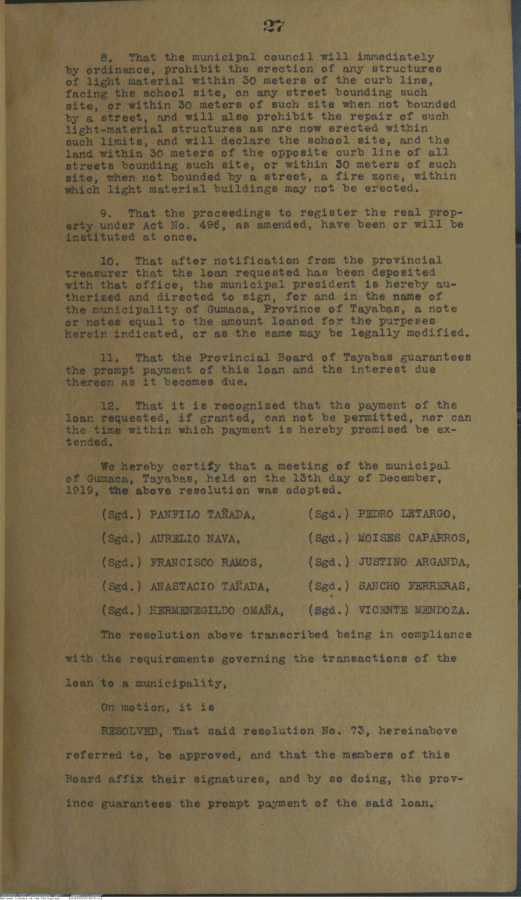 27
8. That the municipal council will immediately
by ordinance, prohibit the erection of any structures
of light material within 30 meters of the curb line,
facing the school site, on any street bounding such
site, or within 30 meters of such site when not bounded
by a street, and will also prohibit the repair of such
light-material structures as are now erected within
such limits, and will declare the school site, and the
land within 30 meters of the opposite curb line of all
streets bounding such site, or within 30 meters of such
site, when not bounded by a street, a fire zone, within
which light material buildings may not be erected.
9. That the proceedings to register the real prop-
erty under Act No. 496, as amended, have been or will be
instituted at once.
10. That after notification from the provincial
treasurer that the loan requested has been deposited
with that office, the municipal president is hereby au-
thorized and directed to sign, for and in the name of
the municipality of Gumaca, Province of Tayabas, a note
or notes equal to the amount loaned for the purposes
herein indicated, or as the same may be legally modified.
11. That the Provincial Board of Tayabas guarantees
the prompt payment of this loan and the interest due
thereon as it becomes due.
12. That it is recognized that the payment of the
loan requected, if granted, can not be permitted, nor can
the time within which payment is hereby promised be ex-
tended.
We hereby certify that a meeting of the municipal
of Gumaca, Tayabas, held on the 13th day of December,
1919, the above resolution was adopted.
(Sgd.) PANFILO TAÑADA, (Sgd.) PEDRO LETARGO,
(Sgd.) AURELIO NAVA, (Sgd.) MOISES CAPARROS,
(Sgd.) FRANCISCO RAMOS, (Sgd.) JUSTINO ARGANDA,
(Sgd.) ANASTACIO TAÑADA, (Sgd.) SANCHO FERRERAS,
(Sgd.) HERMENEGILDO OMAÑA, (Sgd.) VICENTE MENDOZA.
The resolution above transcribed being in compliance
with the requirements governing the transactions of the
loan to a municipality,
On motion, it is
RESOLVED, That said resolution No. 73, hereinabove
referred to, be approved, and that the members of this
Board affix their signatures, and by so doing, the prov-
ince guarantees the prompt payment of the said loan.